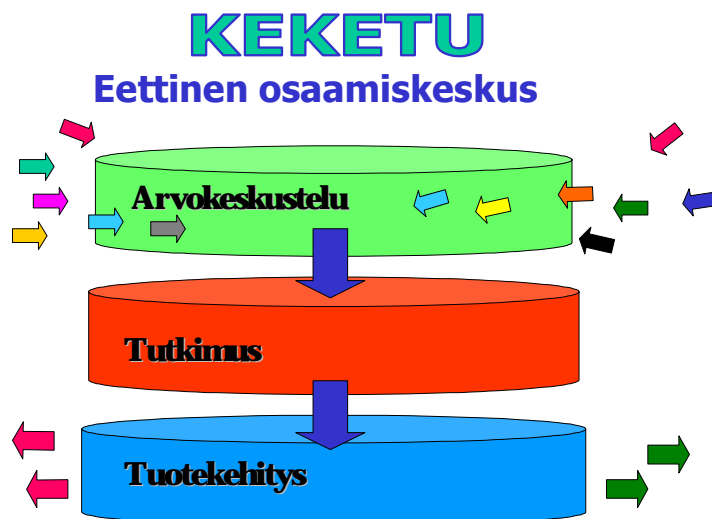 KEKETU
Eettinen osaamiskeskus
Arvokeskustelu
Tutkimus
Tuotekehitys